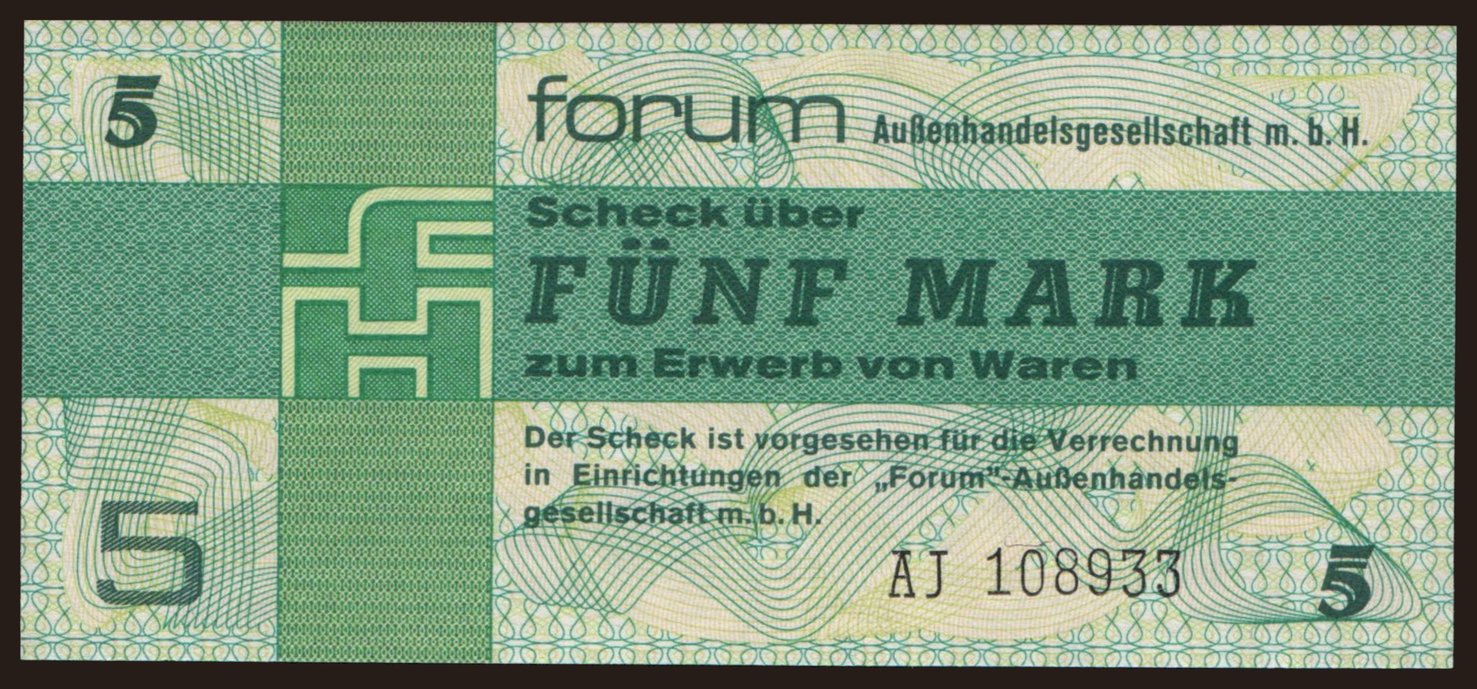 5
forum Außenhandelsgesellschaft m. b. H.
Scheck über
FÜNF MARK
zum Erwerb von Waren
Der Scheck ist vorgesehen für die Verrechnung
in Einrichtungen der „Forum"-Außenhandels-
gesellschaft m. b. H.
5
AJ 108933
5